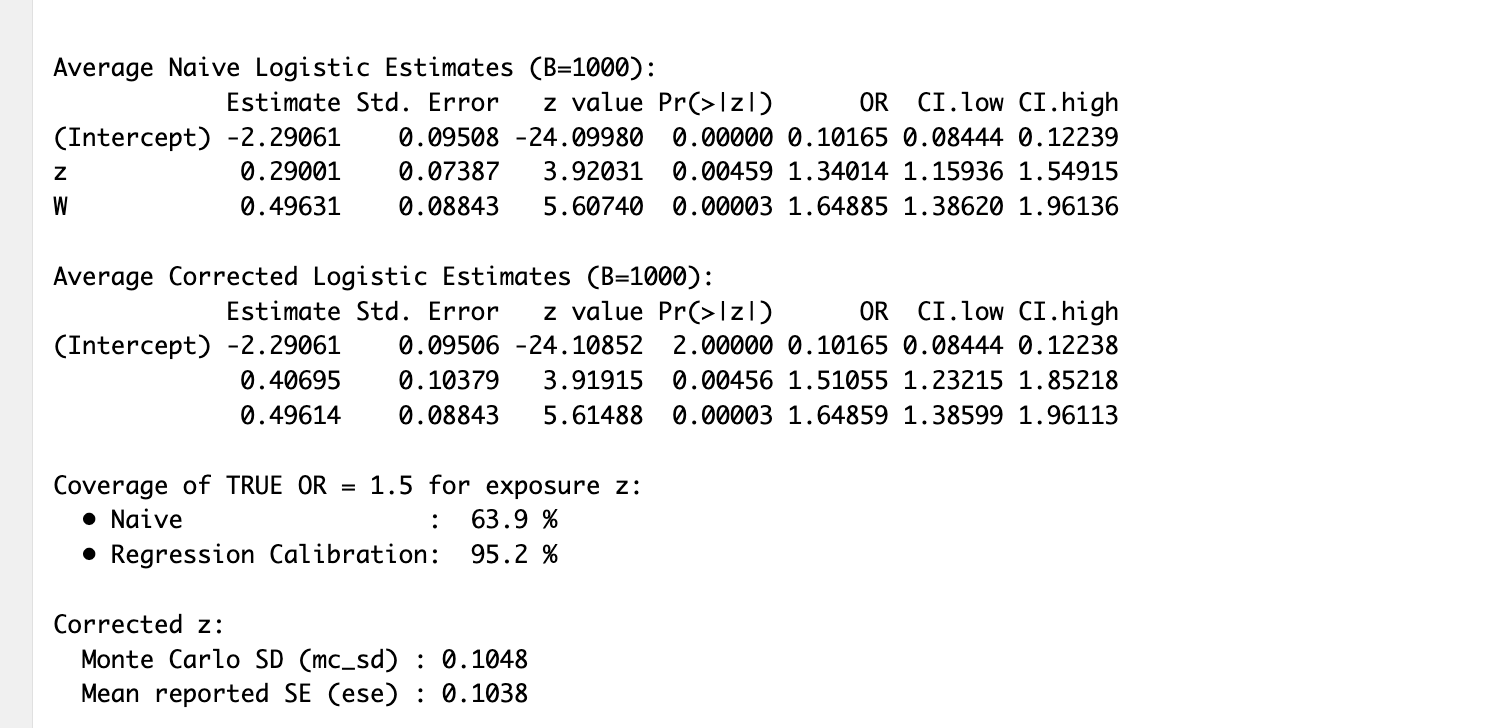 Average Naive Logistic Estimates (B=1000):
            Estimate Std. Error   z value Pr(>|z|)      OR  CI.low CI.high
(Intercept) -2.29061    0.09508 -24.09980  0.00000 0.10165 0.08444 0.12239
z            0.29001    0.07387   3.92031  0.00459 1.34014 1.15936 1.54915
W            0.49631    0.08843   5.60740  0.00003 1.64885 1.38620 1.96136
Average Corrected Logistic Estimates (B=1000):
            Estimate Std. Error   z value Pr(>|z|)      OR  CI.low CI.high
(Intercept) -2.29061    0.09506 -24.10852  2.00000 0.10165 0.08444 0.12238
             0.40695    0.10379   3.91915  0.00456 1.51055 1.23215 1.85218
             0.49614    0.08843   5.61488  0.00003 1.64859 1.38599 1.96113
Coverage of TRUE OR = 1.5 for exposure z:
  • Naive                 :  63.9 %
  • Regression Calibration:  95.2 %
Corrected z:
  Monte Carlo SD (mc_sd) : 0.1048
  Mean reported SE (ese) : 0.1038